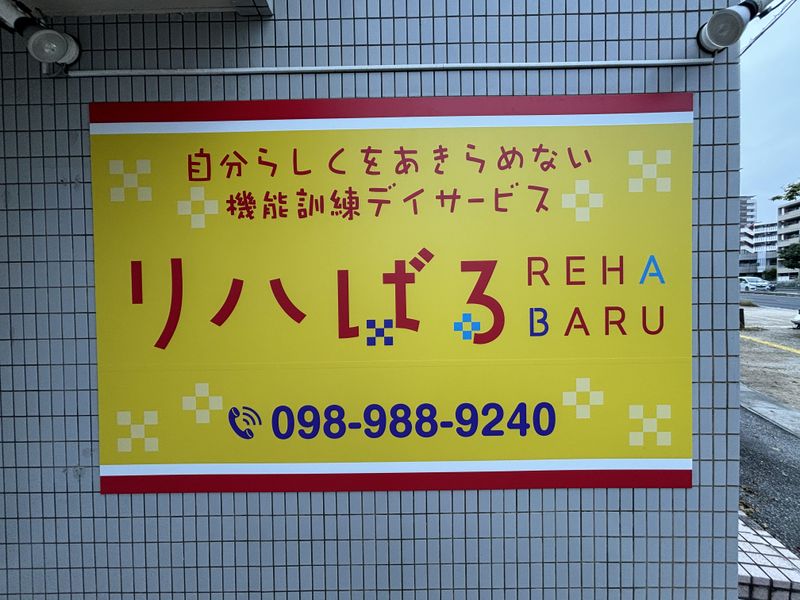 自分らしくをあきらめない
機能訓練デイサービス
リハばる
REHA
BARU
098-988-9240